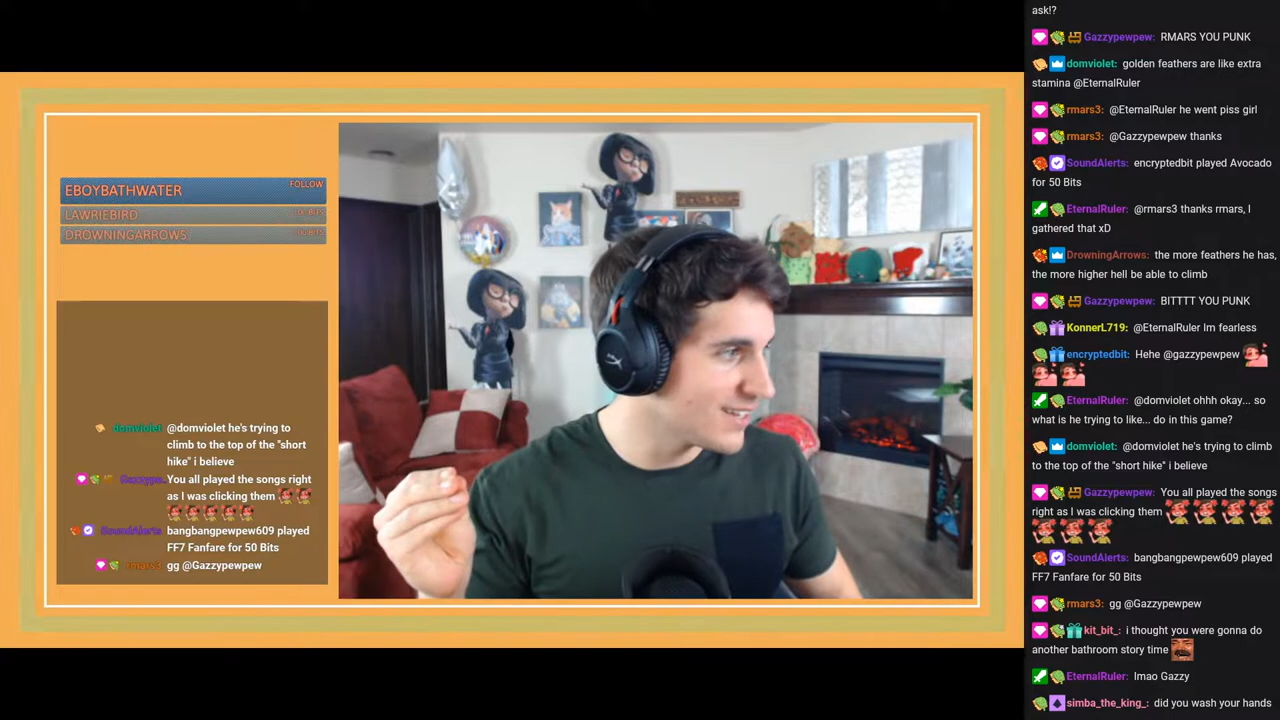 EBOYBATHWATER
FOLLOW
LAWRIEBIRD
DROWNINGARROWS
domviolet @domviolet he's trying to
climb to the top of the "short
hike" i believe
Gazzype.. You all played the songs right
as I was clicking them
SoundAlerts bangbangpewpew609 played
FF7 Fanfare for 50 Bits
rmars3 gg @Gazzypewpew
ask!?
Gazzypewpew: RMARS YOU PUNK
domviolet: golden feathers are like extra
stamina @EternalRuler
rmars3: @EternalRuler he went piss girl
rmars3: @Gazzypewpew thanks
SoundAlerts: encryptedbit played Avocado
for 50 Bits
EternalRuler: @rmars3 thanks rmars, I
gathered that xD
DrowningArrows: the more feathers he has,
the more higher hell be able to climb
Gazzypewpew: BITTTT YOU PUNK
KonnerL719: @EternalRuler Im fearless
encryptedbit: Hehe @gazzypewpew
EternalRuler: @domviolet ohhh okay... so
what is he trying to like... do in this game?
domviolet: @domviolet he's trying to climb
to the top of the "short hike" i believe
Gazzypewpew: You all played the songs
right as I was clicking them
SoundAlerts: bangbangpewpew609 played
FF7 Fanfare for 50 Bits
rmars3: gg @Gazzypewpew
kit_bit_: i thought you were gonna do
another bathroom story time
EternalRuler: lmao Gazzy
simba_the_king_: did you wash your hands